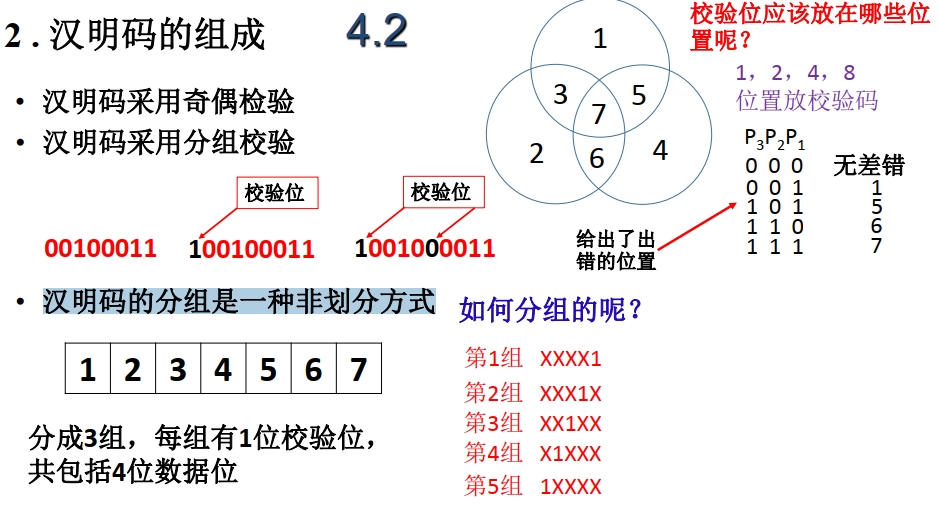 2 . 汉明码的组成
4.2
• 汉明码采用奇偶检验
• 汉明码采用分组校验
校验位
校验位
00100011
100100011
1001000011
• 汉明码的分组是一种非划分方式
1 2 3 4 5 6 7
分成3组，每组有1位校验位，
共包括4位数据位
1
3
5
7
2
6
4
校验位应该放在哪些位
置呢？
1，2，4，8
位置放校验码
P3P2P1
0 0 0 无差错
0 0 1 1
1 0 1 5
1 1 0 6
1 1 1 7
给出了出
错的位置
如何分组的呢？
第1组 XXXX1
第2组 XXX1X
第3组 XX1XX
第4组 X1XXX
第5组 1XXXX